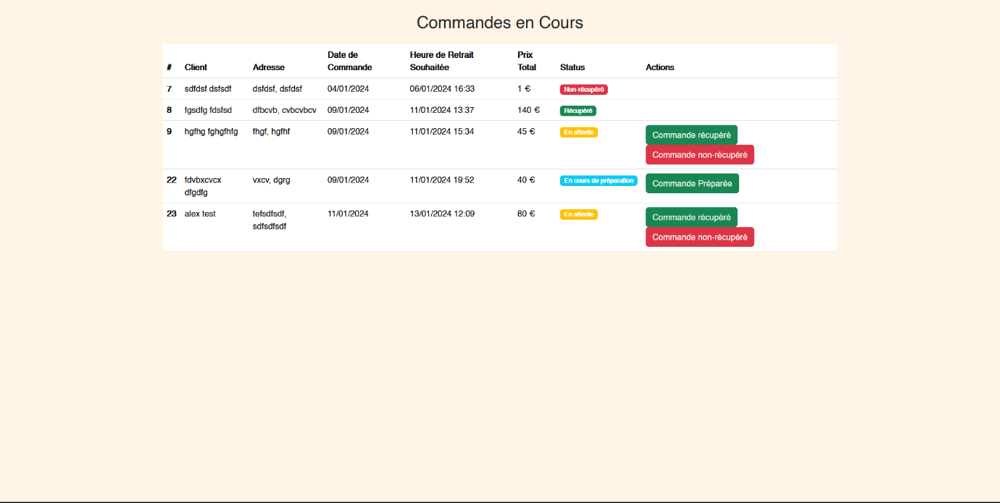 Commandes en Cours
# Client Adresse Date de Commande Heure de Retrait Souhaitée Prix Total Status Actions
7 sdfdsf dsfsdf dsfdsf, dsfdsf 04/01/2024 06/01/2024 16:33 1 € Non-récupéré
8 fgsdfg fdsfsd dfbcvb, cvbcvbcv 09/01/2024 11/01/2024 13:37 140 € Récupéré
9 hgfhg fghgfhfg fhgf, hgfhf 09/01/2024 11/01/2024 15:34 45 € En attente Commande récupéré
Commande non-récupéré
22 fdvbxcvcx vxcv, dgrg 09/01/2024 11/01/2024 19:52 40 € En cours de préparation Commande Préparée
dfgdfg
23 alex test tefsdfsdf, 11/01/2024 13/01/2024 12:09 80 € En attente Commande récupéré
sdfsdfsdf
Commande non-récupéré